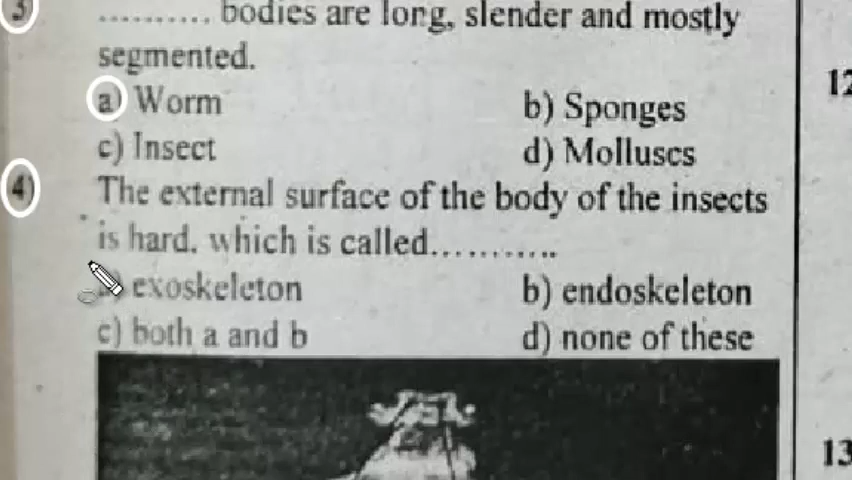 3
.......... bodies are long, slender and mostly
segmented.
a) Worm b) Sponges
c) Insect d) Molluscs
4) The external surface of the body of the insects
is hard. which is called............
exoskeleton b) endoskeleton
c) both a and b d) none of these
12
13